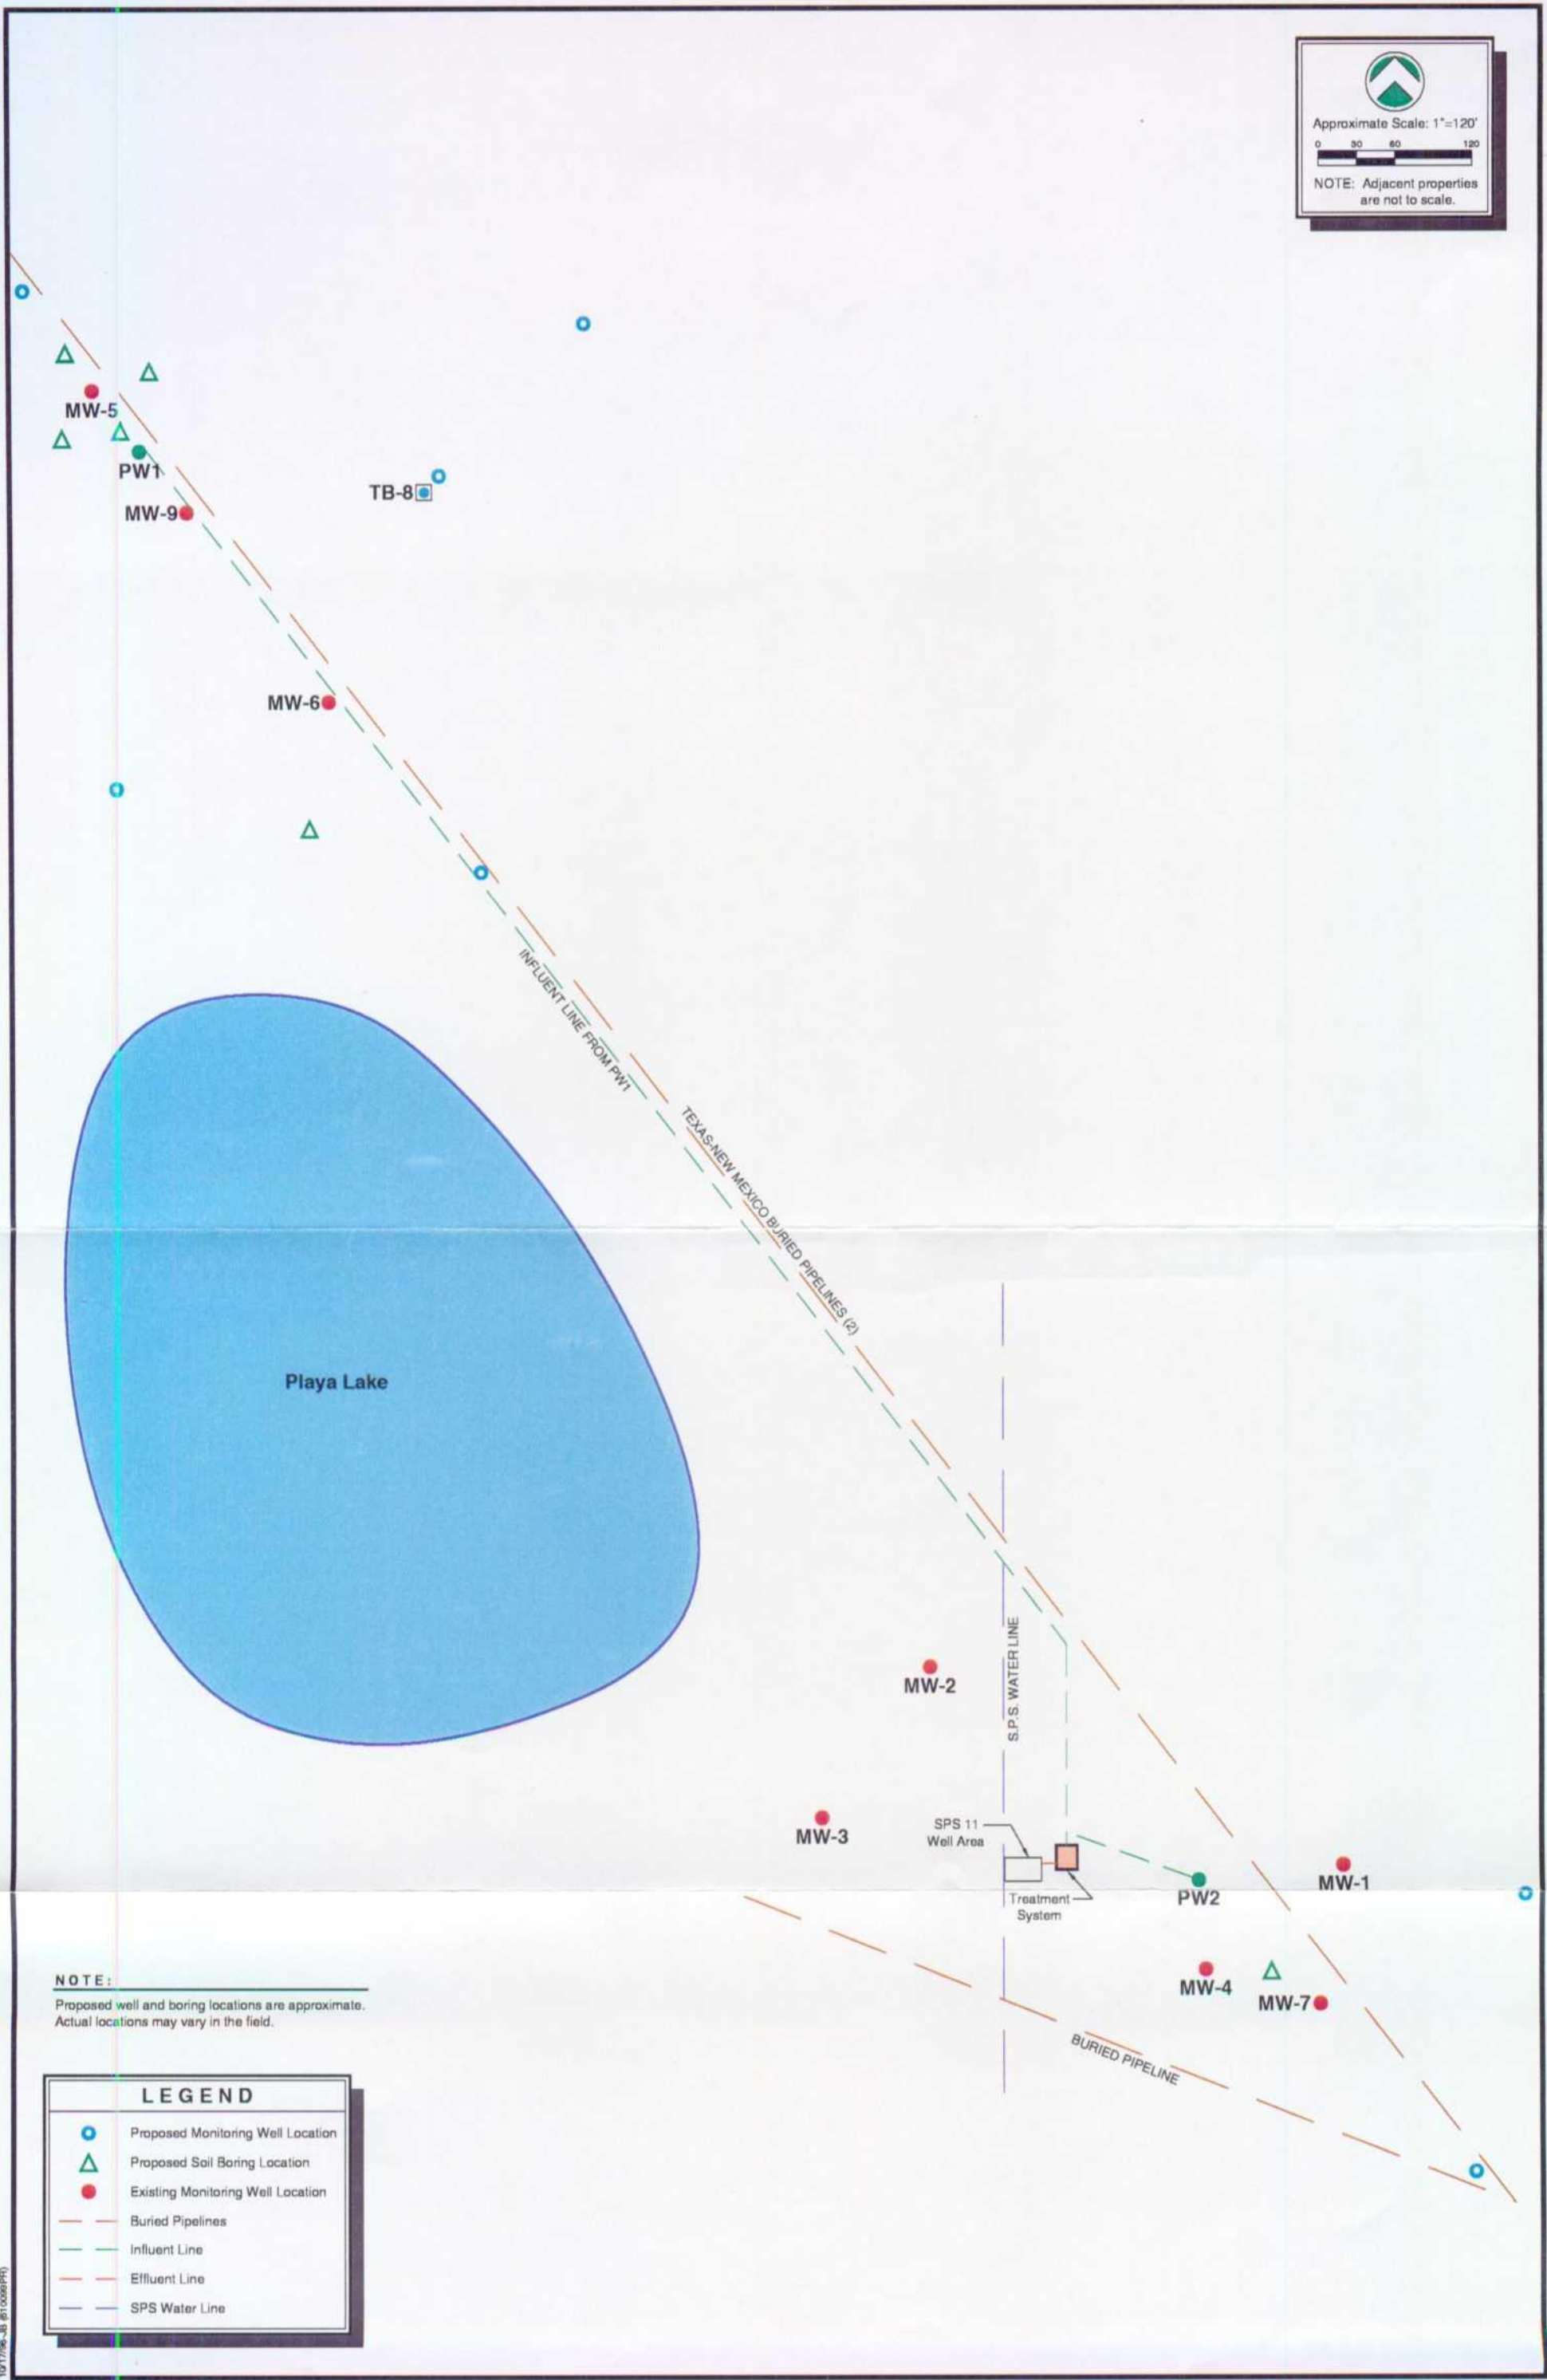 Approximate Scale: 1"=120'
0 30 60 120
NOTE: Adjacent properties
are not to scale.
MW-5
PW1
TB-8
MW-9
MW-6
INFLUENT LINE FROM PW1
TEXAS-NEW MEXICO BURIED PIPELINES (2)
Playa Lake
S.P.S. WATER LINE
MW-2
MW-3
SPS 11
Well Area
Treatment
System
PW2
MW-1
MW-4
MW-7
BURIED PIPELINE
NOTE:
Proposed well and boring locations are approximate.
Actual locations may vary in the field.
LEGEND
Proposed Monitoring Well Location
Proposed Soil Boring Location
Existing Monitoring Well Location
Buried Pipelines
Influent Line
Effluent Line
SPS Water Line